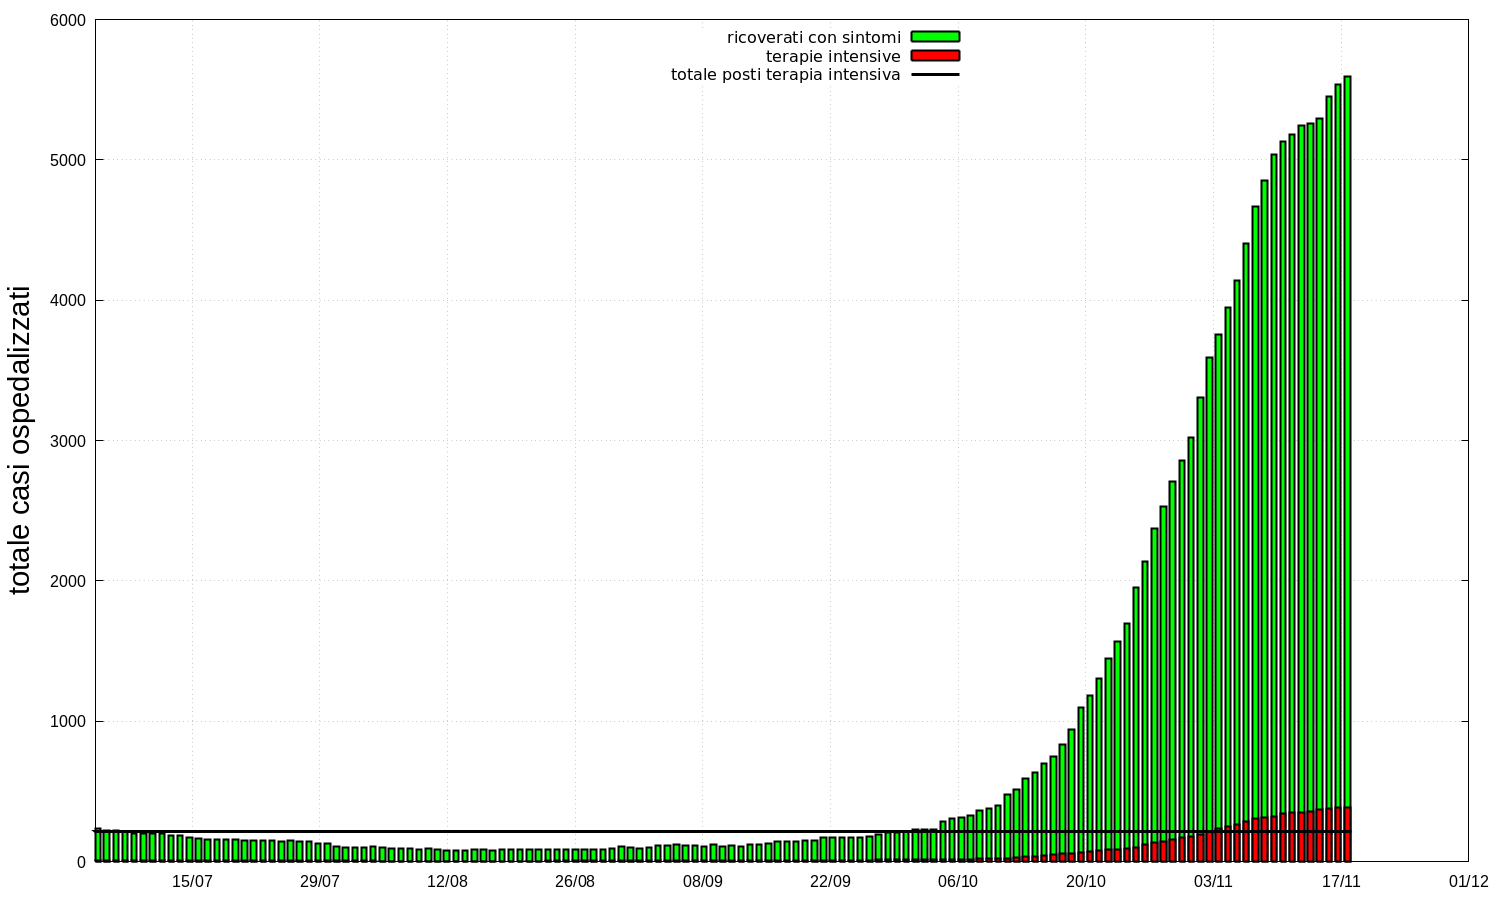 ricoverati con sintomi
terapie intensive
totale posti terapia intensiva
totale casi ospedalizzati
6000
5000
4000
3000
2000
1000
0
15/07 29/07 12/08 26/08 08/09 22/09 06/10 20/10 03/11 17/11 01/12